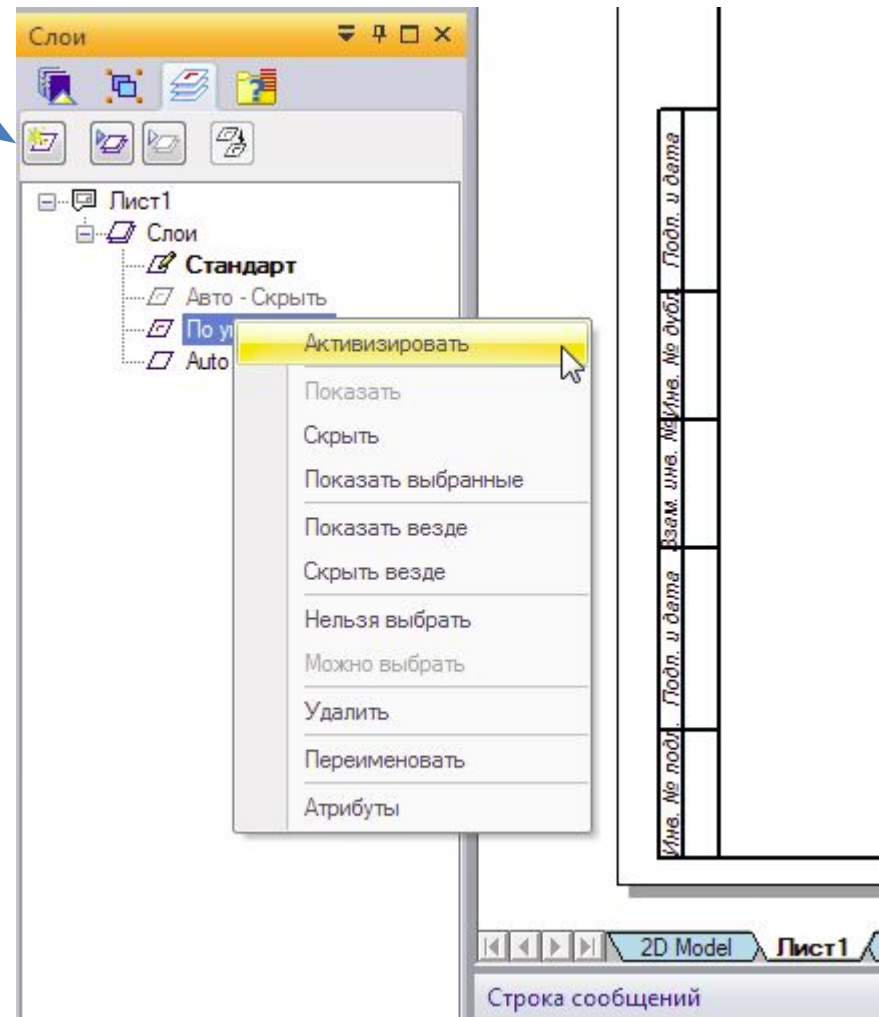 Слои
Лист1
Слои
Стандарт
Авто - Скрыть
По
Auto
Активизировать
Показать
Скрыть
Показать выбранные
Показать везде
Скрыть везде
Нельзя выбрать
Можно выбрать
Удалить
Переименовать
Атрибуты
Подп. и дата
Инв. № дубл.
Взам. инв. №
Подп. и дата
Инв. № подл.
2D Model
Лист1
Строка сообщений